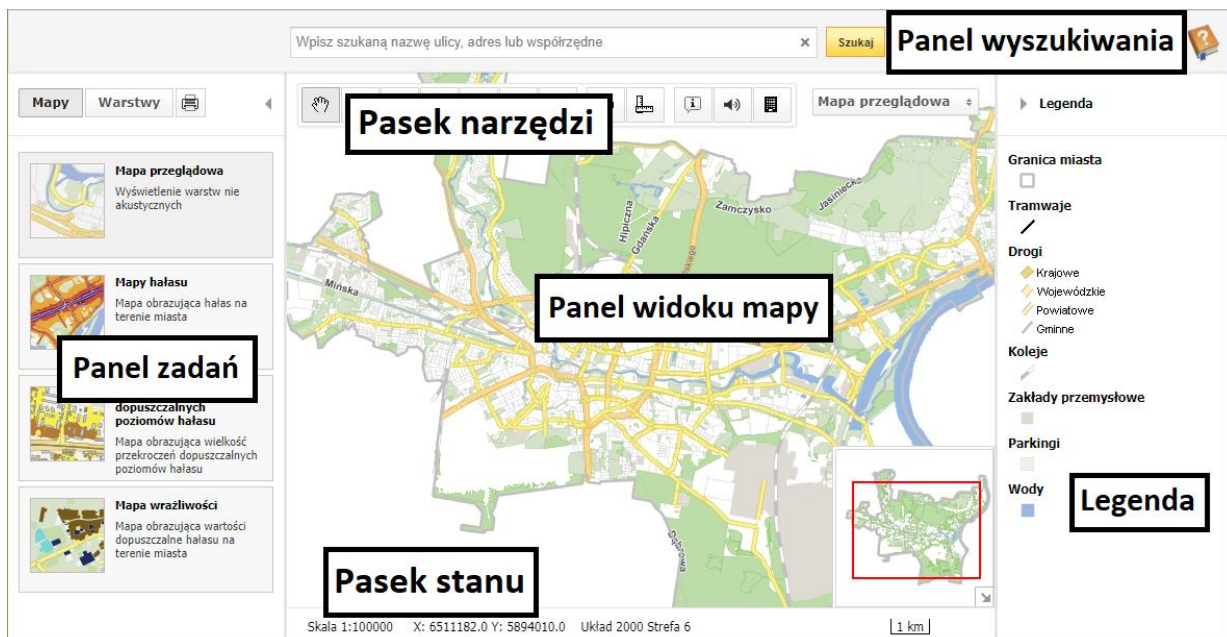 Wpisz szukaną nazwę ulicy, adres lub współrzędne
×
Szukaj
Panel wyszukiwania
?
Mapy
Warstwy
Pasek narzędzi
Mapa przeglądowa
Legenda
Mapa przeglądowa
Wyświetlenie warstw nie
akustycznych
Mapy hałasu
Mapa obrazująca hałas na
terenie miasta
Panel zadań
dopuszczalnych
poziomów hałasu
Mapa obrazująca wielkość
przekroczeń dopuszczalnych
poziomów hałasu
Mapa wrażliwości
Mapa obrazująca wartości
dopuszczalne hałasu na
terenie miasta
Hipiczna
Gdańska
Zamczysko
Jasiniecka
Mińska
Panel widoku mapy
Dąbrowa
Granica miasta
Tramwaje
Drogi
Krajowe
Wojewódzkie
Powiatowe
Gminne
Koleje
Zakłady przemysłowe
Parkingi
Wody
Legenda
Pasek stanu
Skala 1:100000 X: 6511182.0 Y: 5894010.0 Układ 2000 Strefa 6
1 km